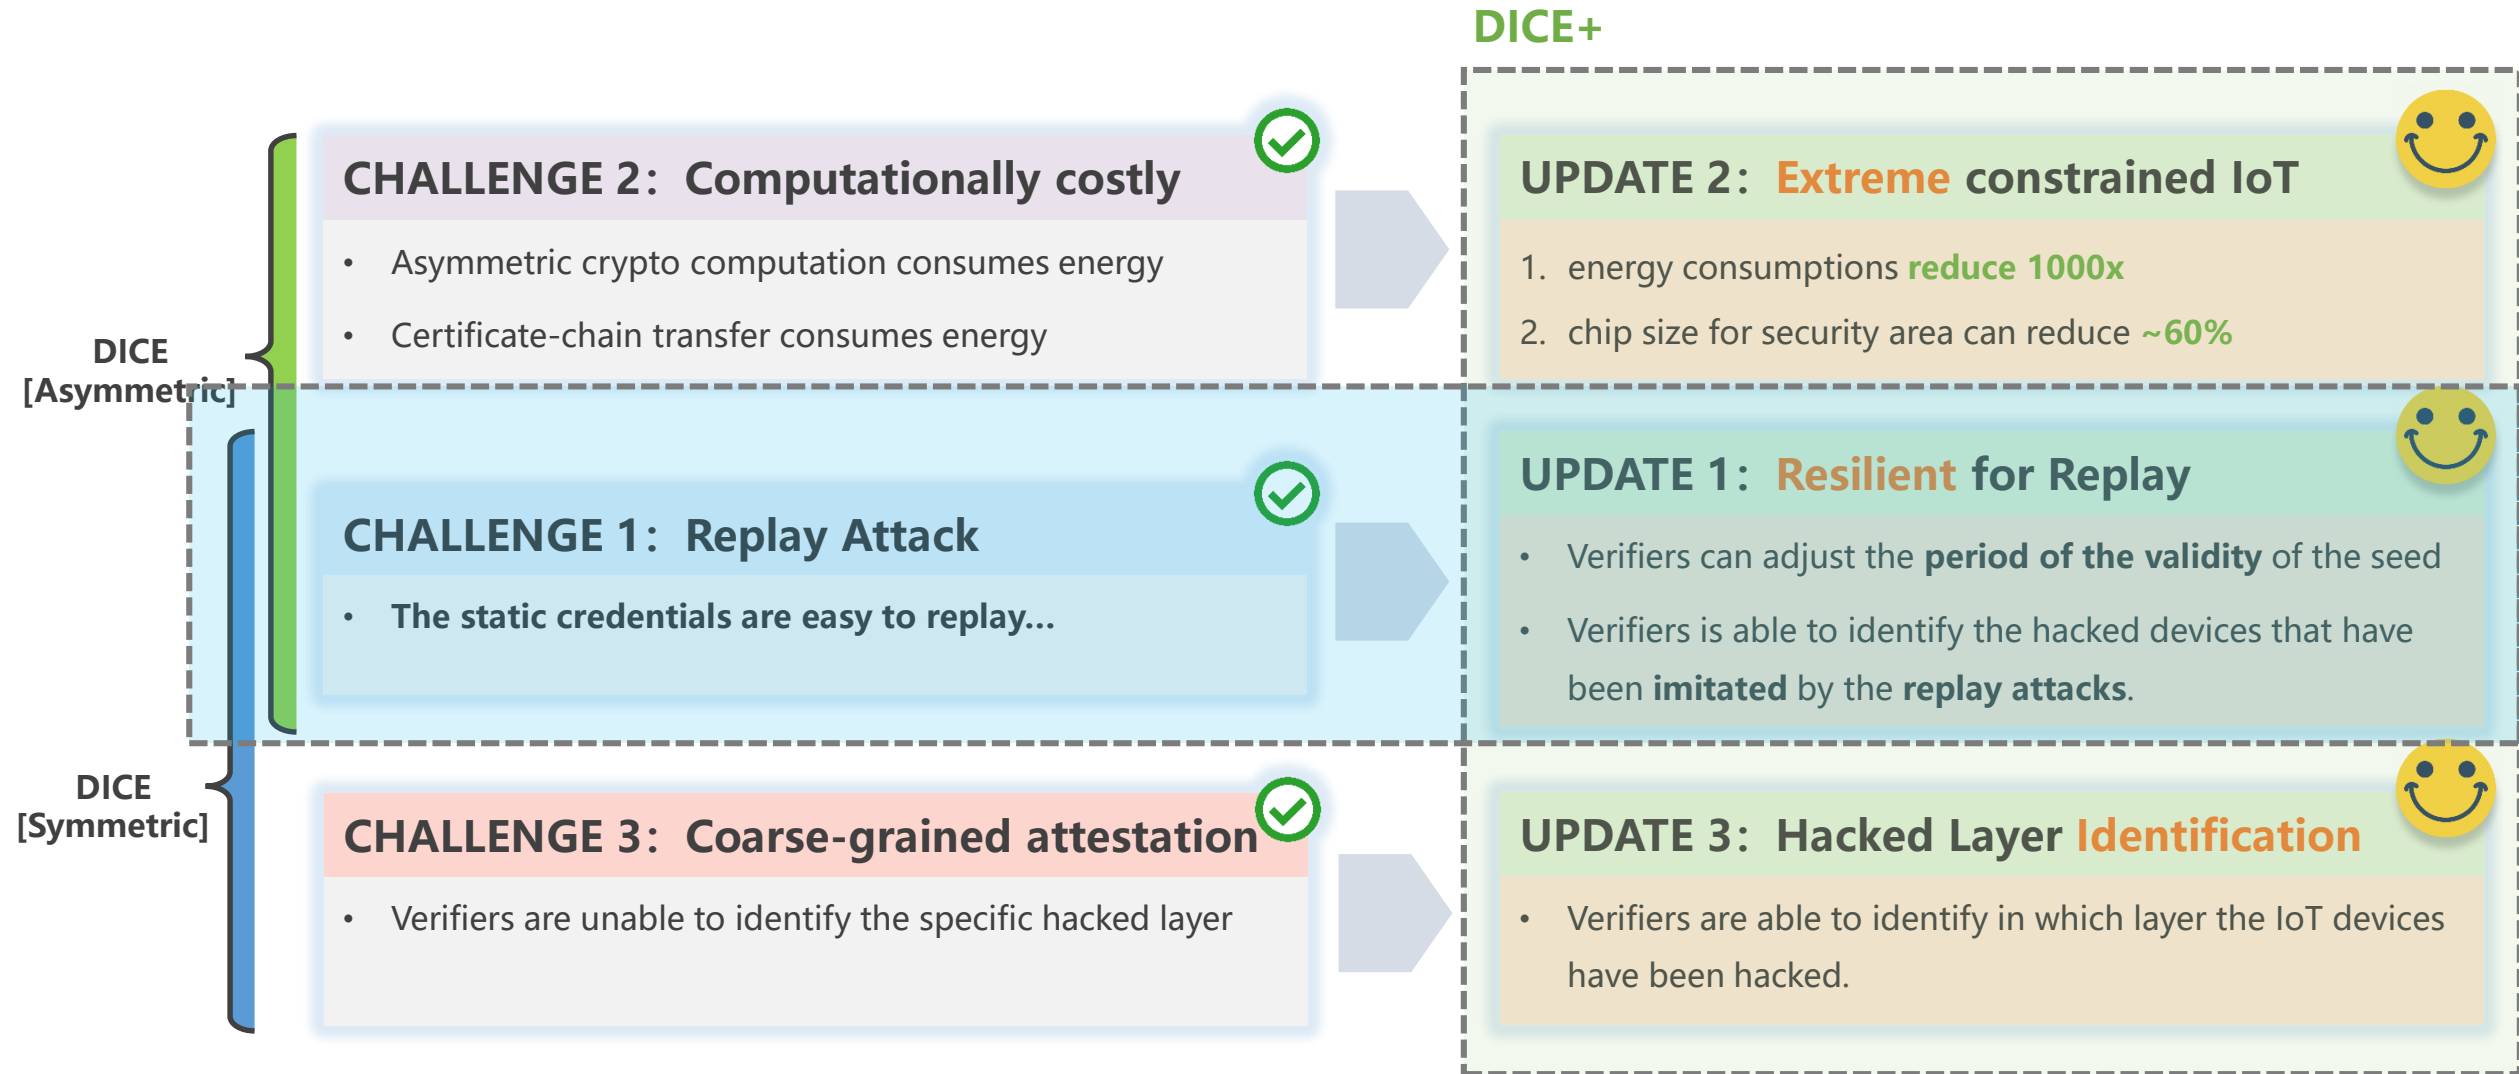 DICE+
DICE
[Asymmetric]
CHALLENGE 2：Computationally costly
• Asymmetric crypto computation consumes energy
• Certificate-chain transfer consumes energy
UPDATE 2：Extreme constrained IoT
1. energy consumptions reduce 1000x
2. chip size for security area can reduce ~60%
CHALLENGE 1：Replay Attack
• The static credentials are easy to replay...
UPDATE 1：Resilient for Replay
• Verifiers can adjust the period of the validity of the seed
• Verifiers is able to identify the hacked devices that have
been imitated by the replay attacks.
DICE
[Symmetric]
CHALLENGE 3：Coarse-grained attestation
• Verifiers are unable to identify the specific hacked layer
UPDATE 3：Hacked Layer Identification
• Verifiers are able to identify in which layer the IoT devices
have been hacked.